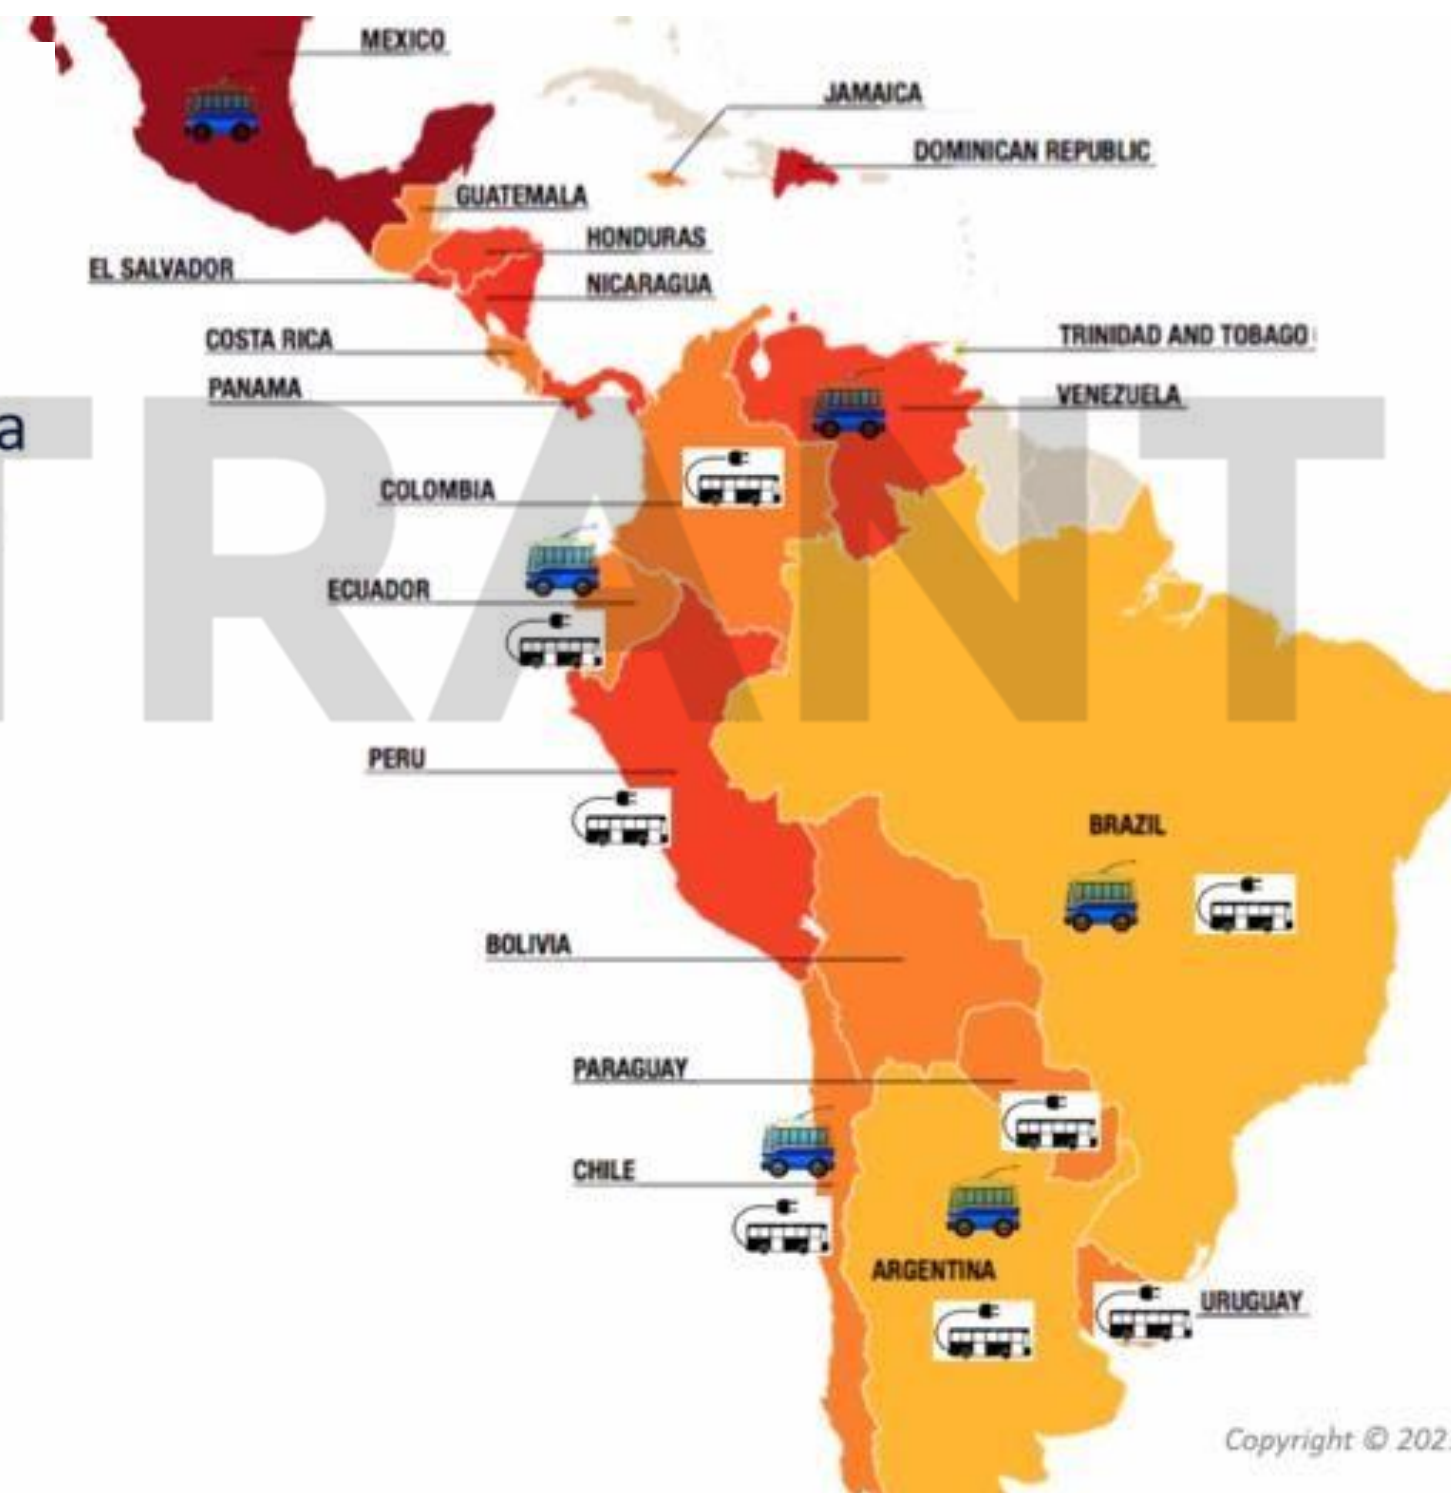 MEXICO
JAMAICA
DOMINICAN REPUBLIC
GUATEMALA
HONDURAS
EL SALVADOR
NICARAGUA
COSTA RICA
TRINIDAD AND TOBAGO
PANAMA
VENEZUELA
a
TRANT
COLOMBIA
ECUADOR
PERU
BRAZIL
BOLIVIA
PARAGUAY
CHILE
ARGENTINA
URUGUAY
Copyright © 202